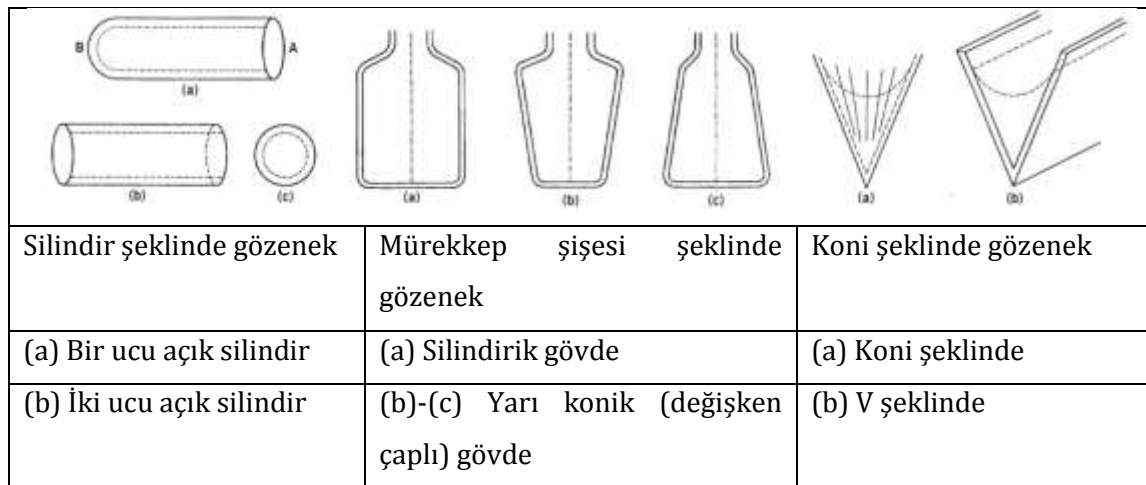 B
A
(a)
(b)
(c)
(a)
(b)
(c)
(a)
(b)
Silindir şeklinde gözenek
Mürekkep şişesi şeklinde
gözenek
Koni şeklinde gözenek
(a) Bir ucu açık silindir
(a) Silindirik gövde
(a) Koni şeklinde
(b) İki ucu açık silindir
(b)-(c) Yarı konik (değişken
çaplı) gövde
(b) V şeklinde